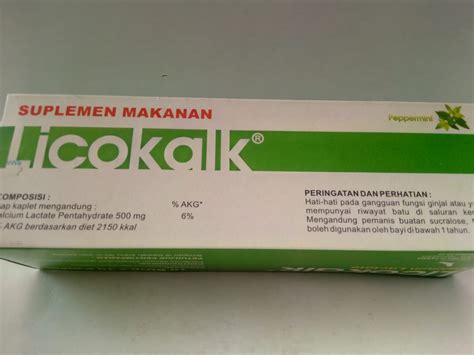 SUPLEMEN MAKANAN
Peppermint
Licokalk®
KOMPOSISI :
ap kaplet mengandung :
% AKG*
alcium Lactate Pentahydrate 500 mg
6%
AKG berdasarkan diet 2150 kkal
PERINGATAN DAN PERHATIAN :
Hati-hati pada gangguan fungsi ginjal atau
mempunyai riwayat batu di saluran
Mengandung pemanis buatan sucralose,
boleh digunakan oleh bayi di bawah 1 tahun.